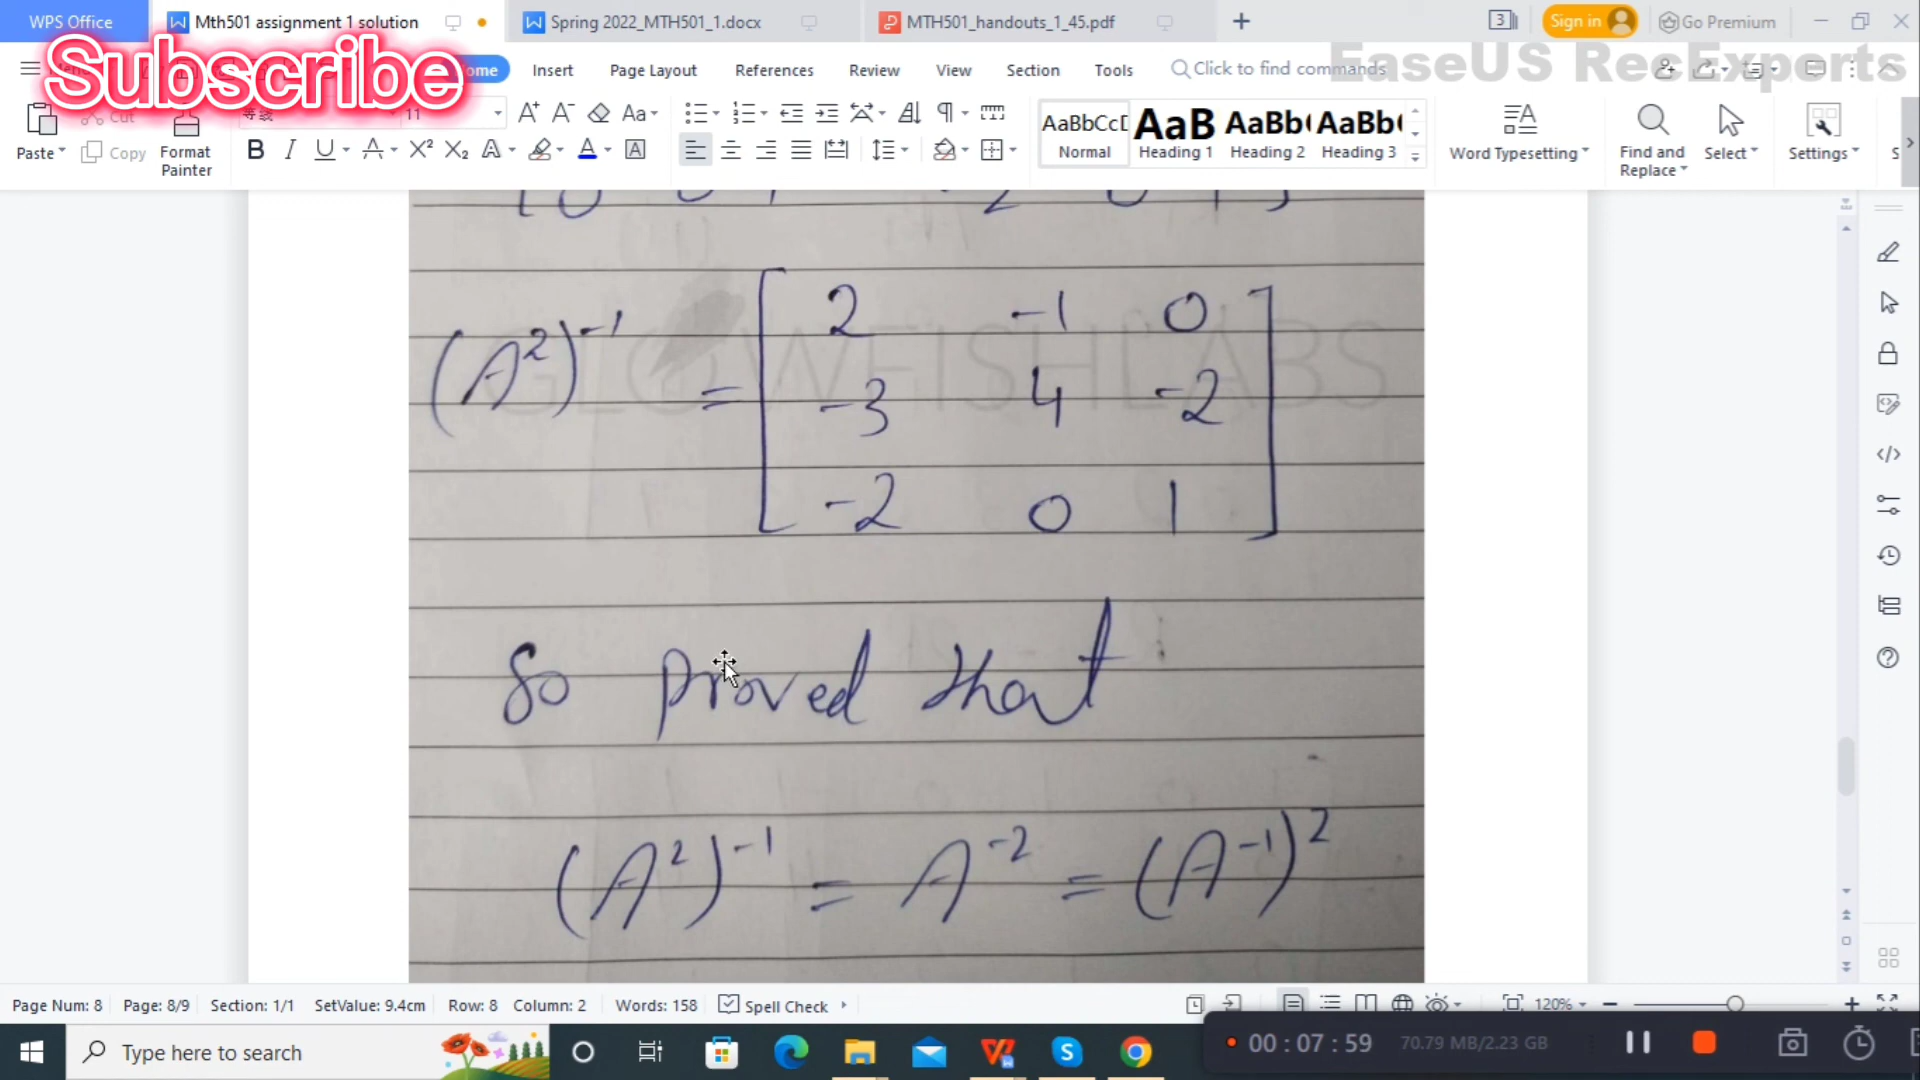 WPS Office Mth501 assignment 1 solution Spring 2022_MTH501_1.docx MTH501_handouts_1_45.pdf 3 Sign in Go Premium
Subscribe
EaseUS RecExperts
Insert Page Layout References Review View Section Tools Click to find commands
Cut 11
Paste Copy Format Painter
AaBbCcD Normal AaB Heading 1 AaBb( Heading 2 AaBb( Heading 3
Word Typesetting Find and Replace Select Settings S
GLOWFISHLABS
(A²)⁻¹ = [ 2 -1 0
-3 4 -2
-2 0 1 ]
So proved that
(A²)⁻¹ = A⁻² = (A⁻¹)²
Page Num: 8 Page: 8/9 Section: 1/1 SetValue: 9.4cm Row: 8 Column: 2 Words: 158 Spell Check 120%
Type here to search
00:07:59 70.79 MB/2.23 GB